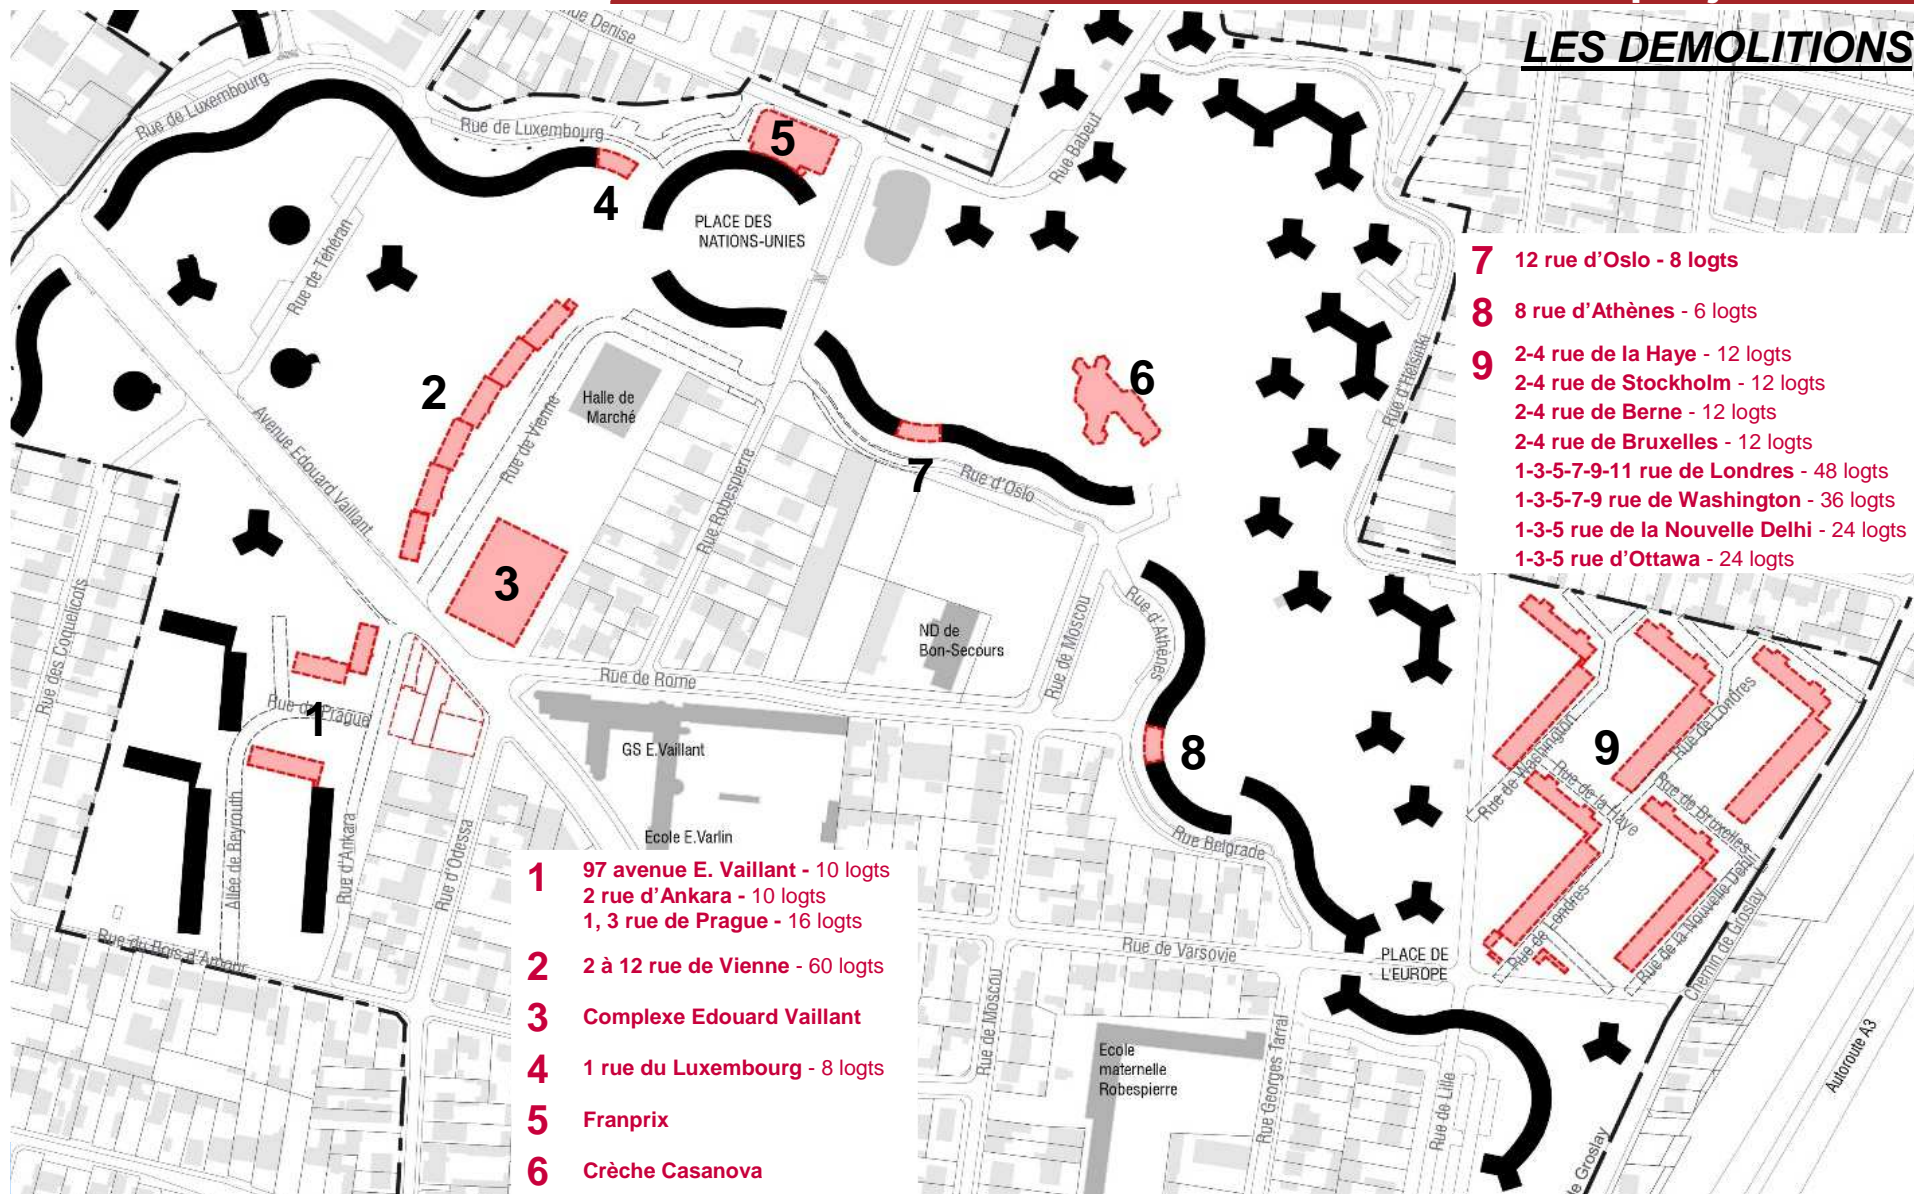 LES DEMOLITIONS
Denise
Rue de Luxembourg
Rue de Luxembourg
5
4
Rue Babeuf
PLACE DES
NATIONS-UNIES
Rue de Téhéran
7 12 rue d'Oslo - 8 logts
8 8 rue d'Athènes - 6 logts
9 2-4 rue de la Haye - 12 logts
2-4 rue de Stockholm - 12 logts
2-4 rue de Berne - 12 logts
2-4 rue de Bruxelles - 12 logts
1-3-5-7-9-11 rue de Londres - 48 logts
1-3-5-7-9 rue de Washington - 36 logts
1-3-5 rue de la Nouvelle Delhi - 24 logts
1-3-5 rue d'Ottawa - 24 logts
2
6
Halle de
Marché
Rue d'Helsinki
Avenue Edouard Vaillant
Rue de Vienne
Rue Robespierre
7
Rue d'Oslo
3
Rue des Coquelicots
ND de
Bon-Secours
Rue de Moscou
Rue d'Athènes
Rue de Rome
Rue de Prague
1
GS E.Vaillant
8
9
Rue de Washington
Rue de Londres
Rue de la Haye
Rue de Bruxelles
Allée de Beyrouth
Rue d'Ankara
Rue d'Odessa
Ecole E.Varlin
Rue Belgrade
1 97 avenue E. Vaillant - 10 logts
2 rue d'Ankara - 10 logts
1, 3 rue de Prague - 16 logts
2 2 à 12 rue de Vienne - 60 logts
3 Complexe Edouard Vaillant
4 1 rue du Luxembourg - 8 logts
5 Franprix
6 Crèche Casanova
Rue du Bois d'Amour
Rue de Varsovie
PLACE DE
L'EUROPE
Rue de Londres
Rue de la Nouvelle Delhi
Chemin de Groslay
Rue de Moscou
Ecole
maternelle
Robespierre
Rue Georges Tarral
Rue de Lille
Autoroute A3
de Groslay